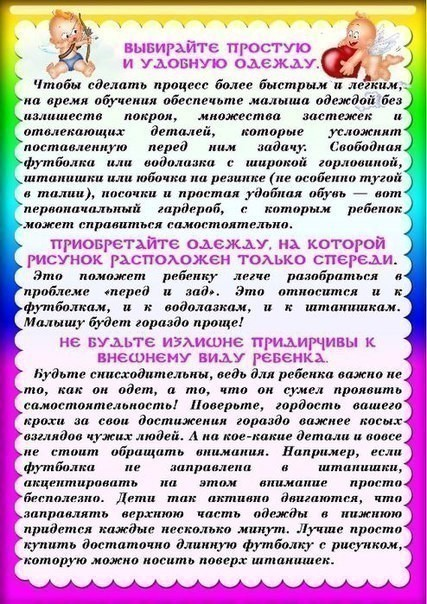 ВЫБИРАЙТЕ ПРОСТУЮ
И УДОБНУЮ ОДЕЖДУ.
Чтобы сделать процесс более быстрым и легким,
на время обучения обеспечьте малыша одеждой без
излишеств покроя, множества застежек и
отвлекающих деталей, которые усложнят
поставленную перед ним задачу. Свободная
футболка или водолазка с широкой горловиной,
штанишки или юбочка на резинке (не особенно тугой
в талии), носочки и простая удобная обувь — вот
первоначальный гардероб, с которым ребенок
может справиться самостоятельно.
ПРИОБРЕТАЙТЕ ОДЕЖДУ, НА КОТОРОЙ
РИСУНОК РАСПОЛОЖЕН ТОЛЬКО СПЕРЕДИ.
Это поможет ребенку легче разобраться в
проблеме «перед и зад». Это относится и к
футболкам, и к водолазкам, и к штанишкам.
Малышу будет гораздо проще!
НЕ БУДЬТЕ ИЗЛИШНЕ ПРИДИРЧИВЫ К
ВНЕШНЕМУ ВИДУ РЕБЕНКА.
Будьте снисходительны, ведь для ребенка важно не
то, как он одет, а то, что он сумел проявить
самостоятельность! Поверьте, гордость вашего
крохи за свои достижения гораздо важнее косых
взглядов чужих людей. А на кое-какие детали и вовсе
не стоит обращать внимания. Например, если
футболка не заправлена в штанишки,
акцентировать на этом внимание просто
бесполезно. Дети так активно двигаются, что
заправлять верхнюю часть одежды в нижнюю
придется каждые несколько минут. Лучше просто
купить достаточно длинную футболку с рисунком,
которую можно носить поверх штанишек.